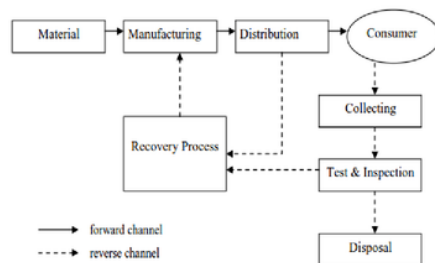 Material
Manufacturing
Distribution
Consumer
Collecting
Recovery Process
Test & Inspection
forward channel
reverse channel
Disposal